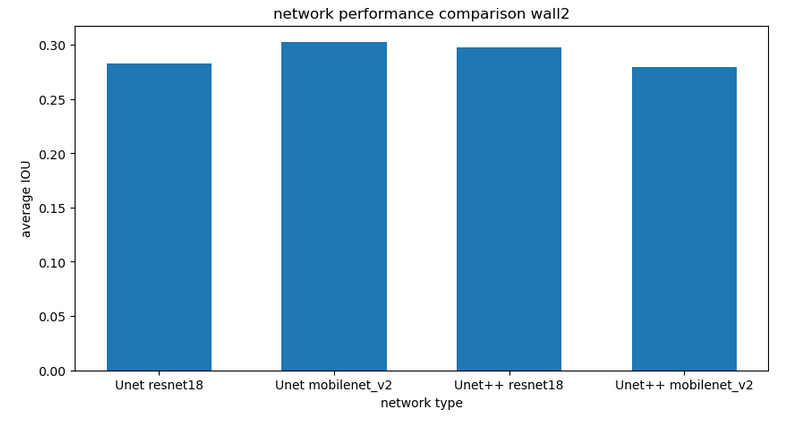 network performance comparison wall2
average IOU
0.30
0.25
0.20
0.15
0.10
0.05
0.00
Unet resnet18
Unet mobilenet_v2
Unet++ resnet18
Unet++ mobilenet_v2
network type